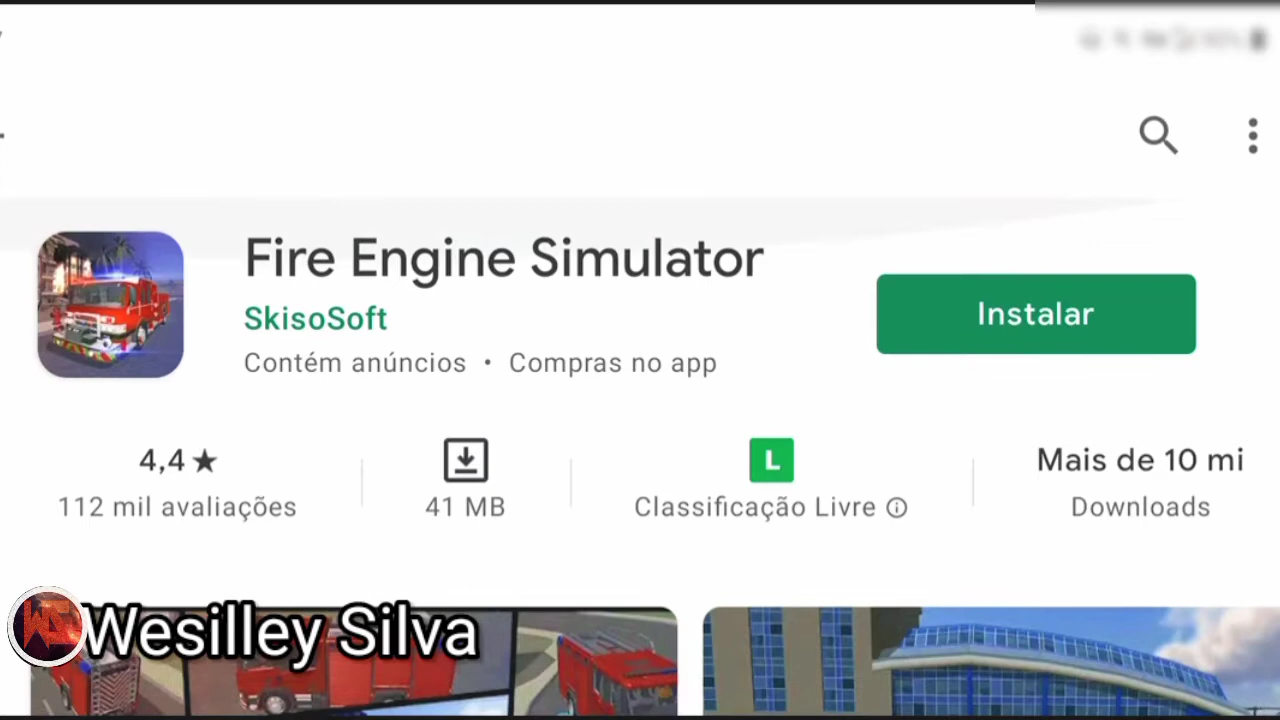 Fire Engine Simulator
SkisoSoft
Contém anúncios • Compras no app
Instalar
4,4 ★
112 mil avaliações
41 MB
L
Classificação Livre
Mais de 10 mi
Downloads
WS
Wesilley Silva